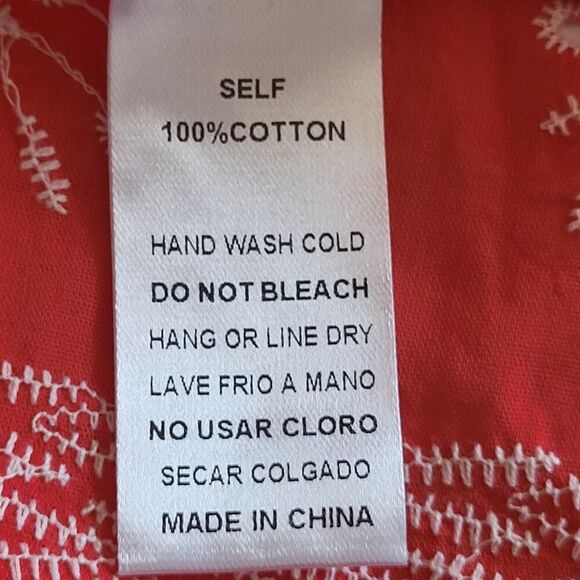 SELF
100%COTTON
HAND WASH COLD
DO NOT BLEACH
HANG OR LINE DRY
LAVE FRIO A MANO
NO USAR CLORO
SECAR COLGADO
MADE IN CHINA